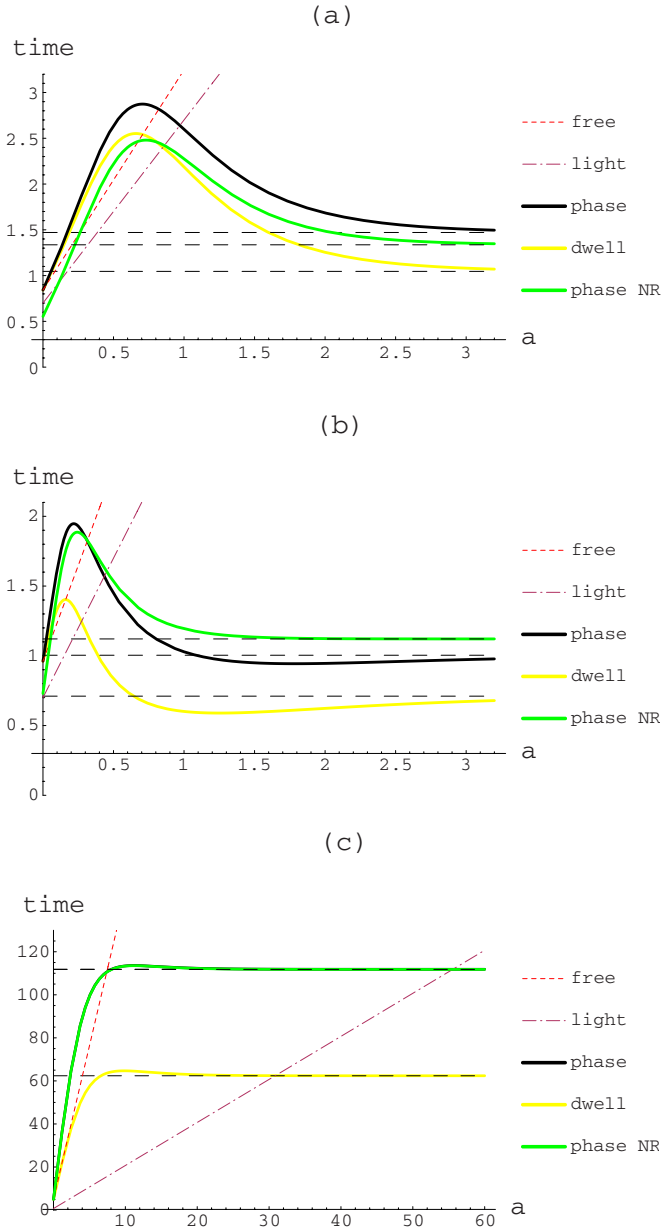 (a)
time
3
2.5
2
1.5
1
0.5
0
0.5 1 1.5 2 2.5 3
a
free
light
phase
dwell
phase NR
(b)
time
2
1.5
1
0.5
0
0.5 1 1.5 2 2.5 3
a
free
light
phase
dwell
phase NR
(c)
time
120
100
80
60
40
20
0
10 20 30 40 50 60
a
free
light
phase
dwell
phase NR